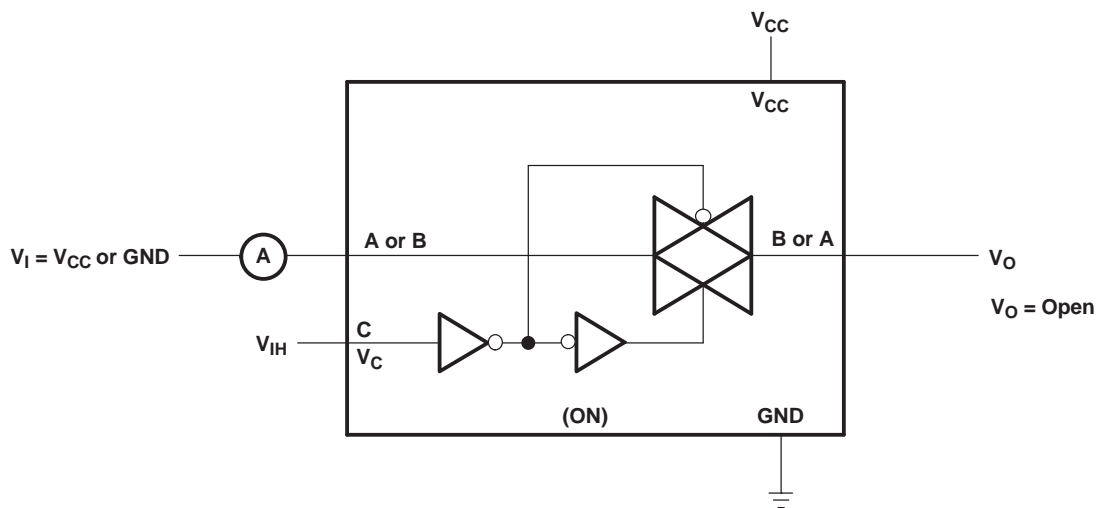 VCC
VCC
VI = VCC or GND
A
A or B
B or A
VO
VO = Open
VIH
C
VC
(ON)
GND